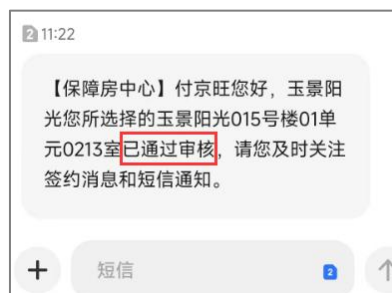 2 11:22
【保障房中心】付京旺您好，玉景阳
光您所选择的玉景阳光015号楼01单
元0213室已通过审核，请您及时关注
签约消息和短信通知。
短信
2